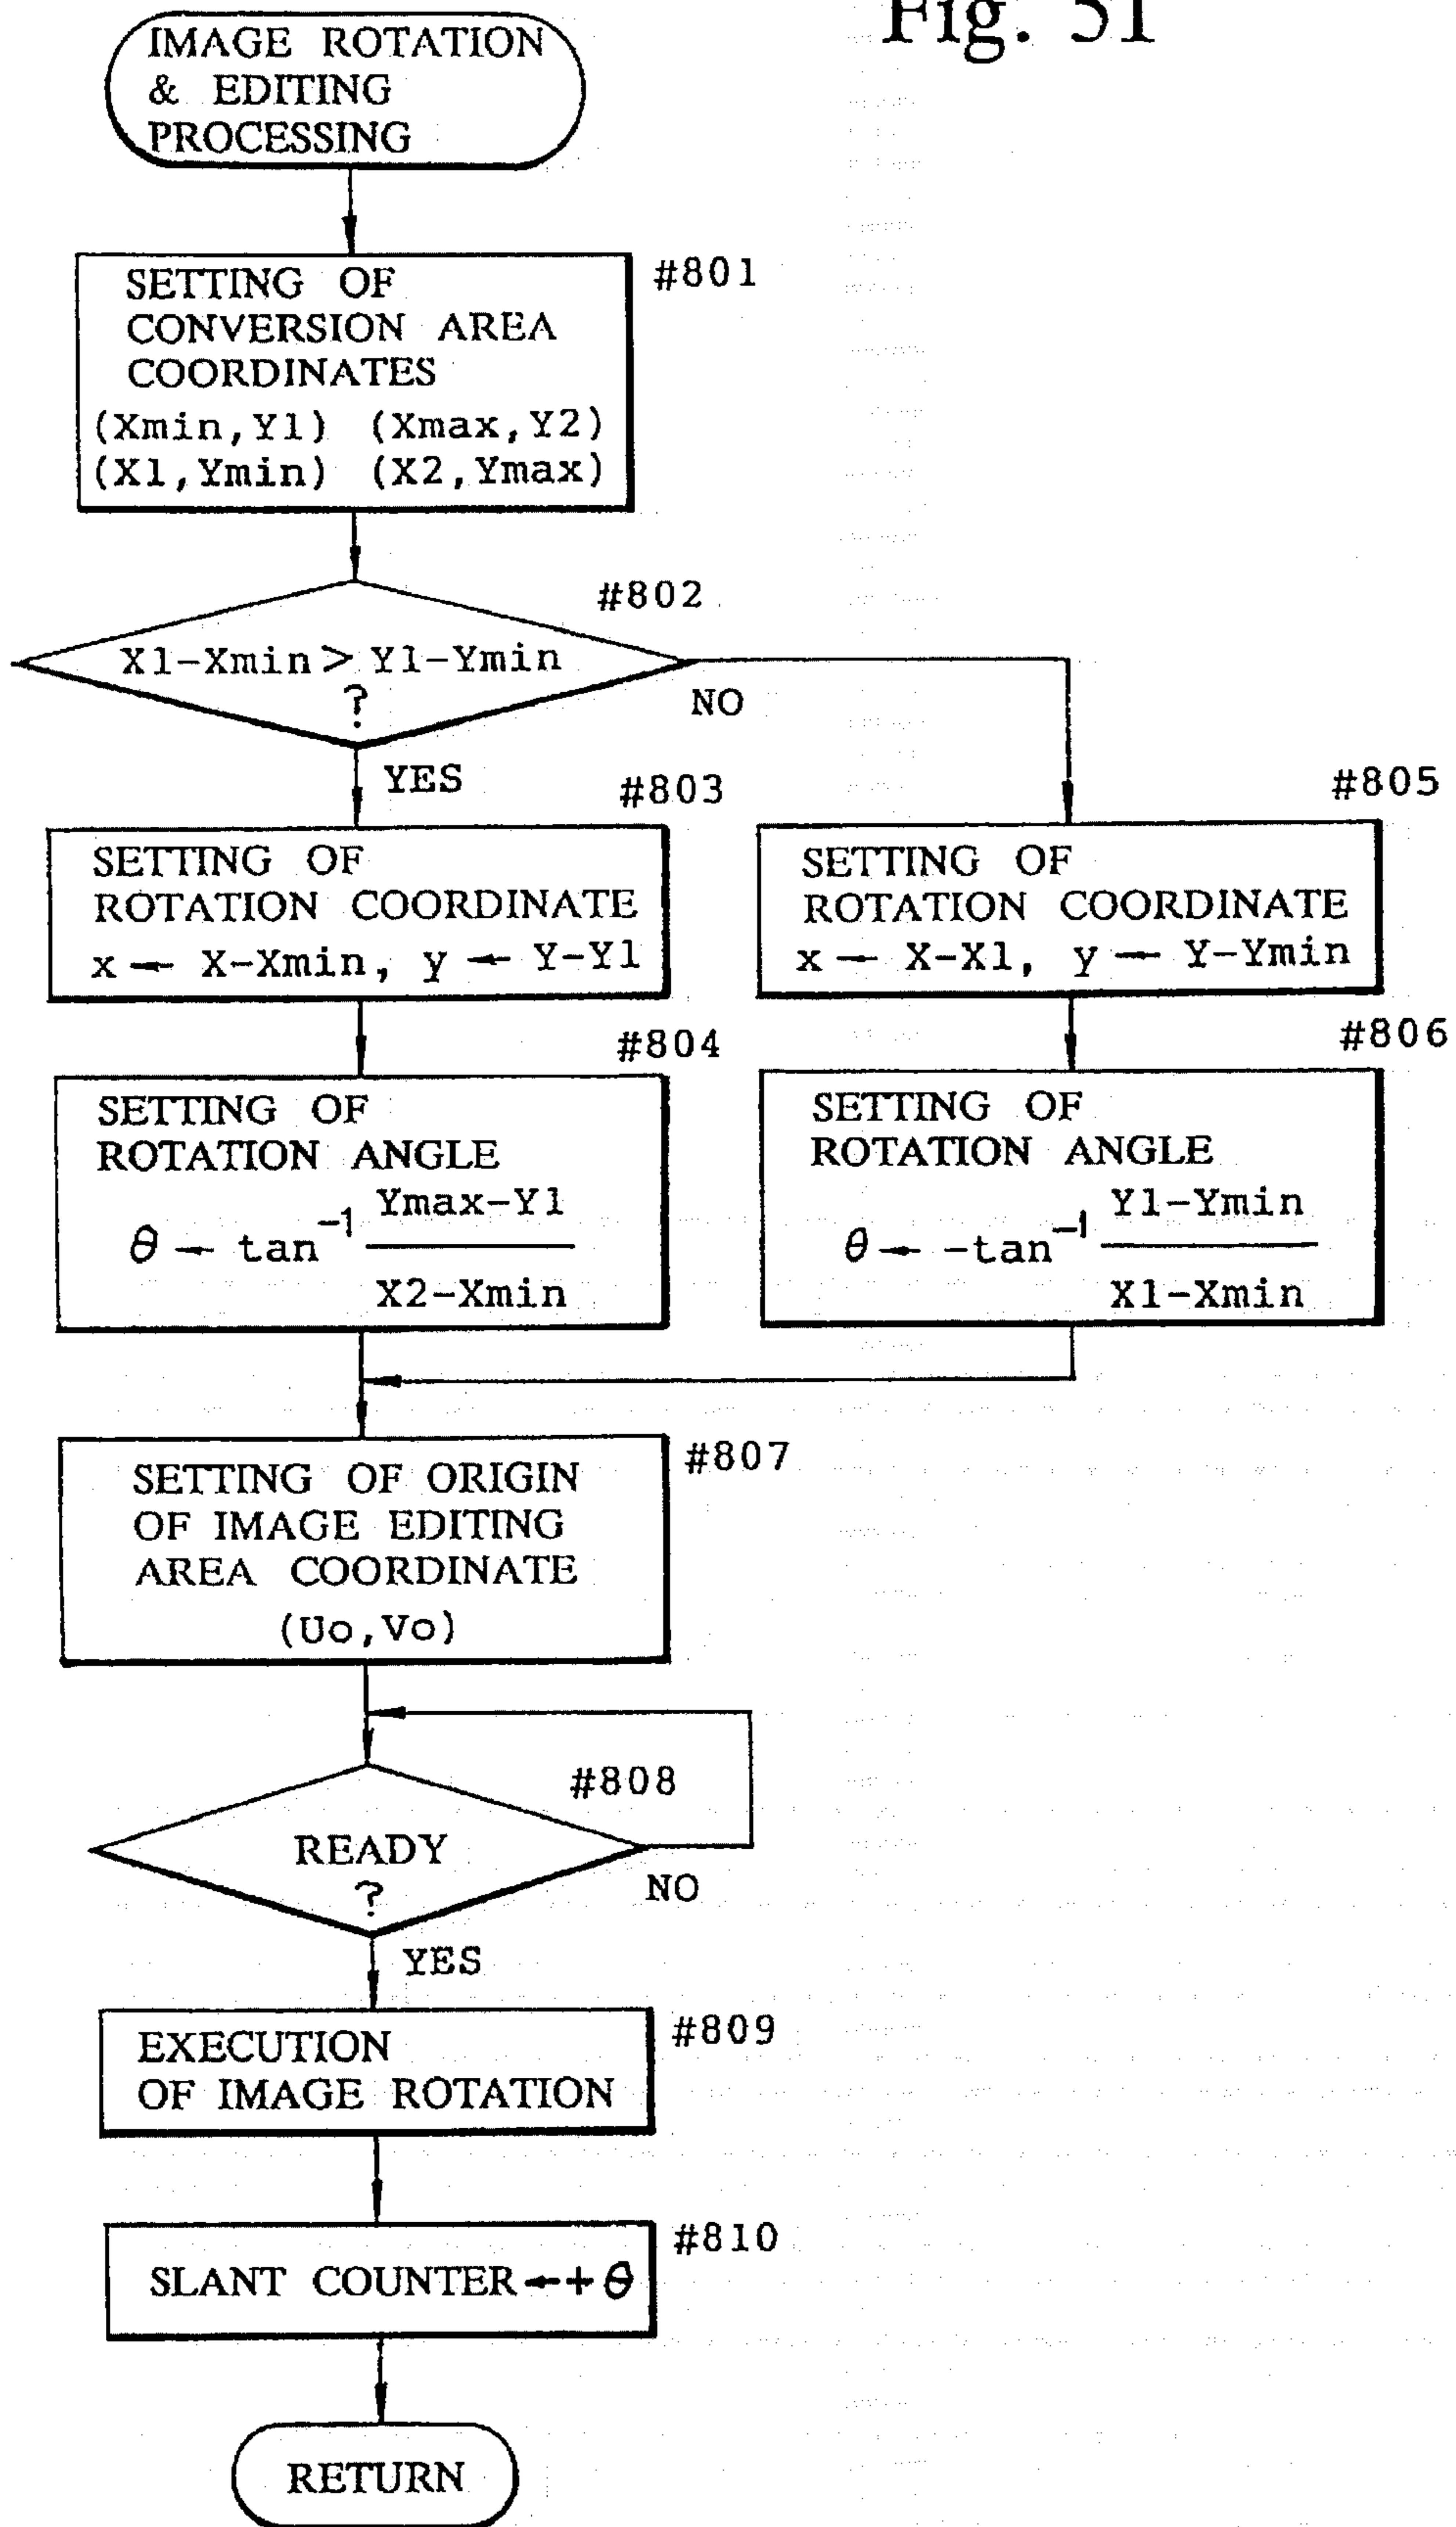 Fig. 51
IMAGE ROTATION
& EDITING
PROCESSING
SETTING OF
CONVERSION AREA
COORDINATES
(Xmin,Y1) (Xmax,Y2)
(X1,Ymin) (X2,Ymax)
#801
X1-Xmin > Y1-Ymin
?
#802
NO
YES
SETTING OF
ROTATION COORDINATE
x ← X-Xmin, y ← Y-Y1
#803
SETTING OF
ROTATION ANGLE
θ ← tan⁻¹ Ymax-Y1
X2-Xmin
#804
SETTING OF
ROTATION COORDINATE
x ← X-X1, y ← Y-Ymin
#805
SETTING OF
ROTATION ANGLE
θ ← -tan⁻¹ Y1-Ymin
X1-Xmin
#806
SETTING OF ORIGIN
OF IMAGE EDITING
AREA COORDINATE
(Uo,Vo)
#807
READY
?
#808
NO
YES
EXECUTION
OF IMAGE ROTATION
#809
SLANT COUNTER ← + θ
#810
RETURN